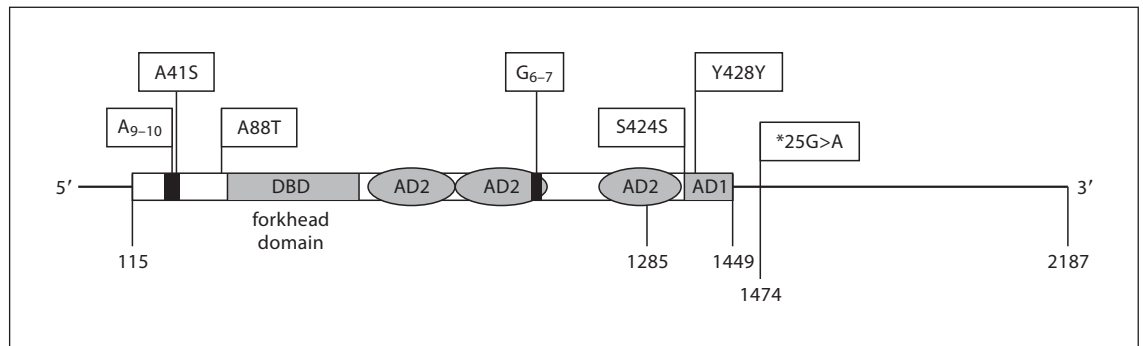 A41S
G₆₋₇
Y428Y
A₉₋₁₀
A88T
S424S
*25G>A
5′
DBD
AD2
AD2
AD2
AD1
3′
forkhead
domain
115
1285
1449
2187
1474